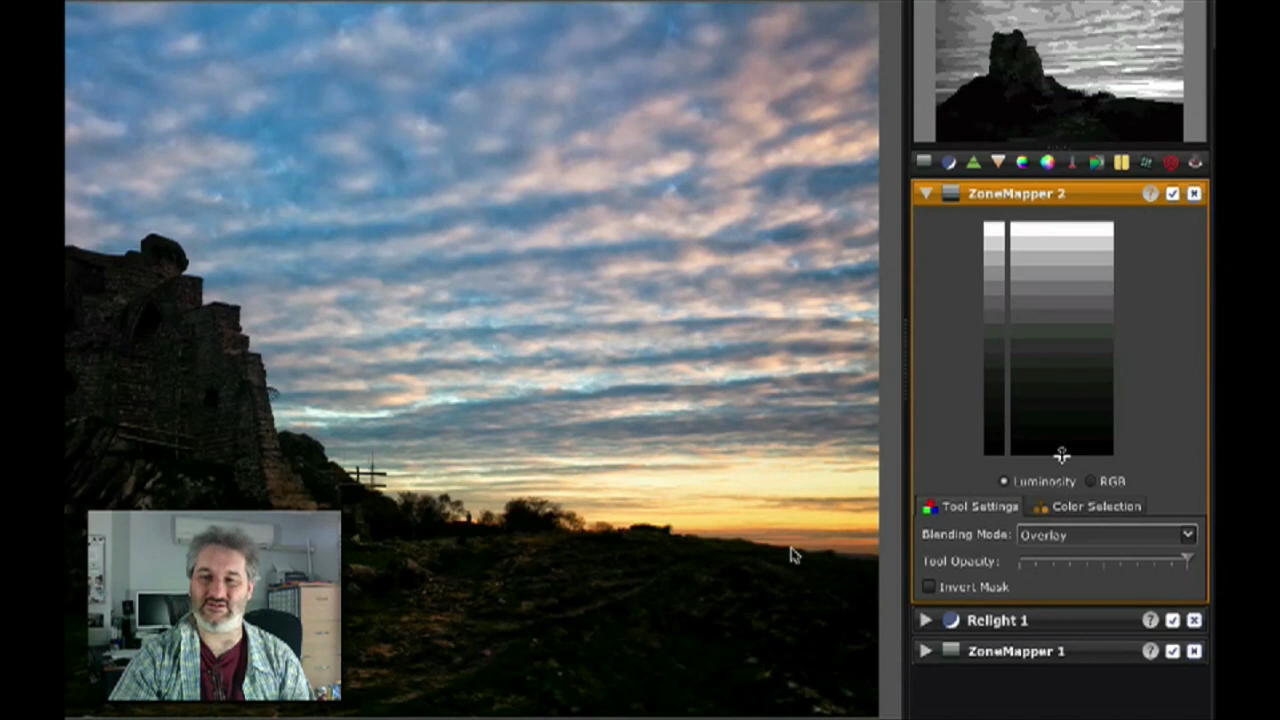 ZoneMapper 2
Luminosity RGB
Tool Settings Color Selection
Blending Mode: Overlay
Tool Opacity:
Invert Mask
Relight 1
ZoneMapper 1